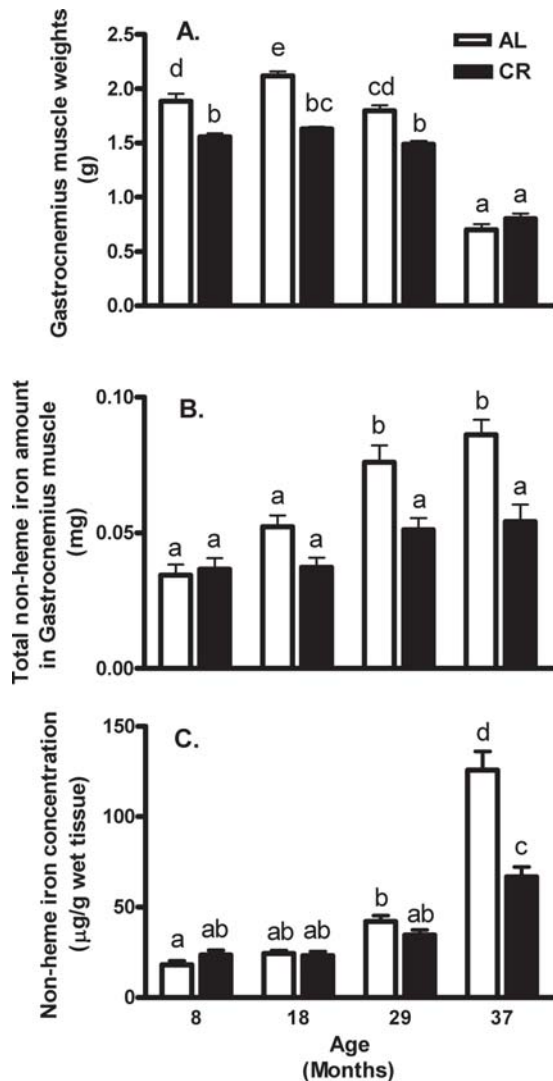 Gastrocnemius muscle weights
(g)
2.5
2.0
1.5
1.0
0.5
0.0
A.
AL
CR
d
b
e
bc
cd
b
a
a
Total non-heme iron amount
in Gastrocnemius muscle
(mg)
0.10
0.05
0.00
B.
a
a
a
a
b
a
b
a
Non-heme iron concentration
(μg/g wet tissue)
150
100
50
0
C.
a
ab
ab
ab
b
ab
d
c
8
18
29
37
Age
(Months)